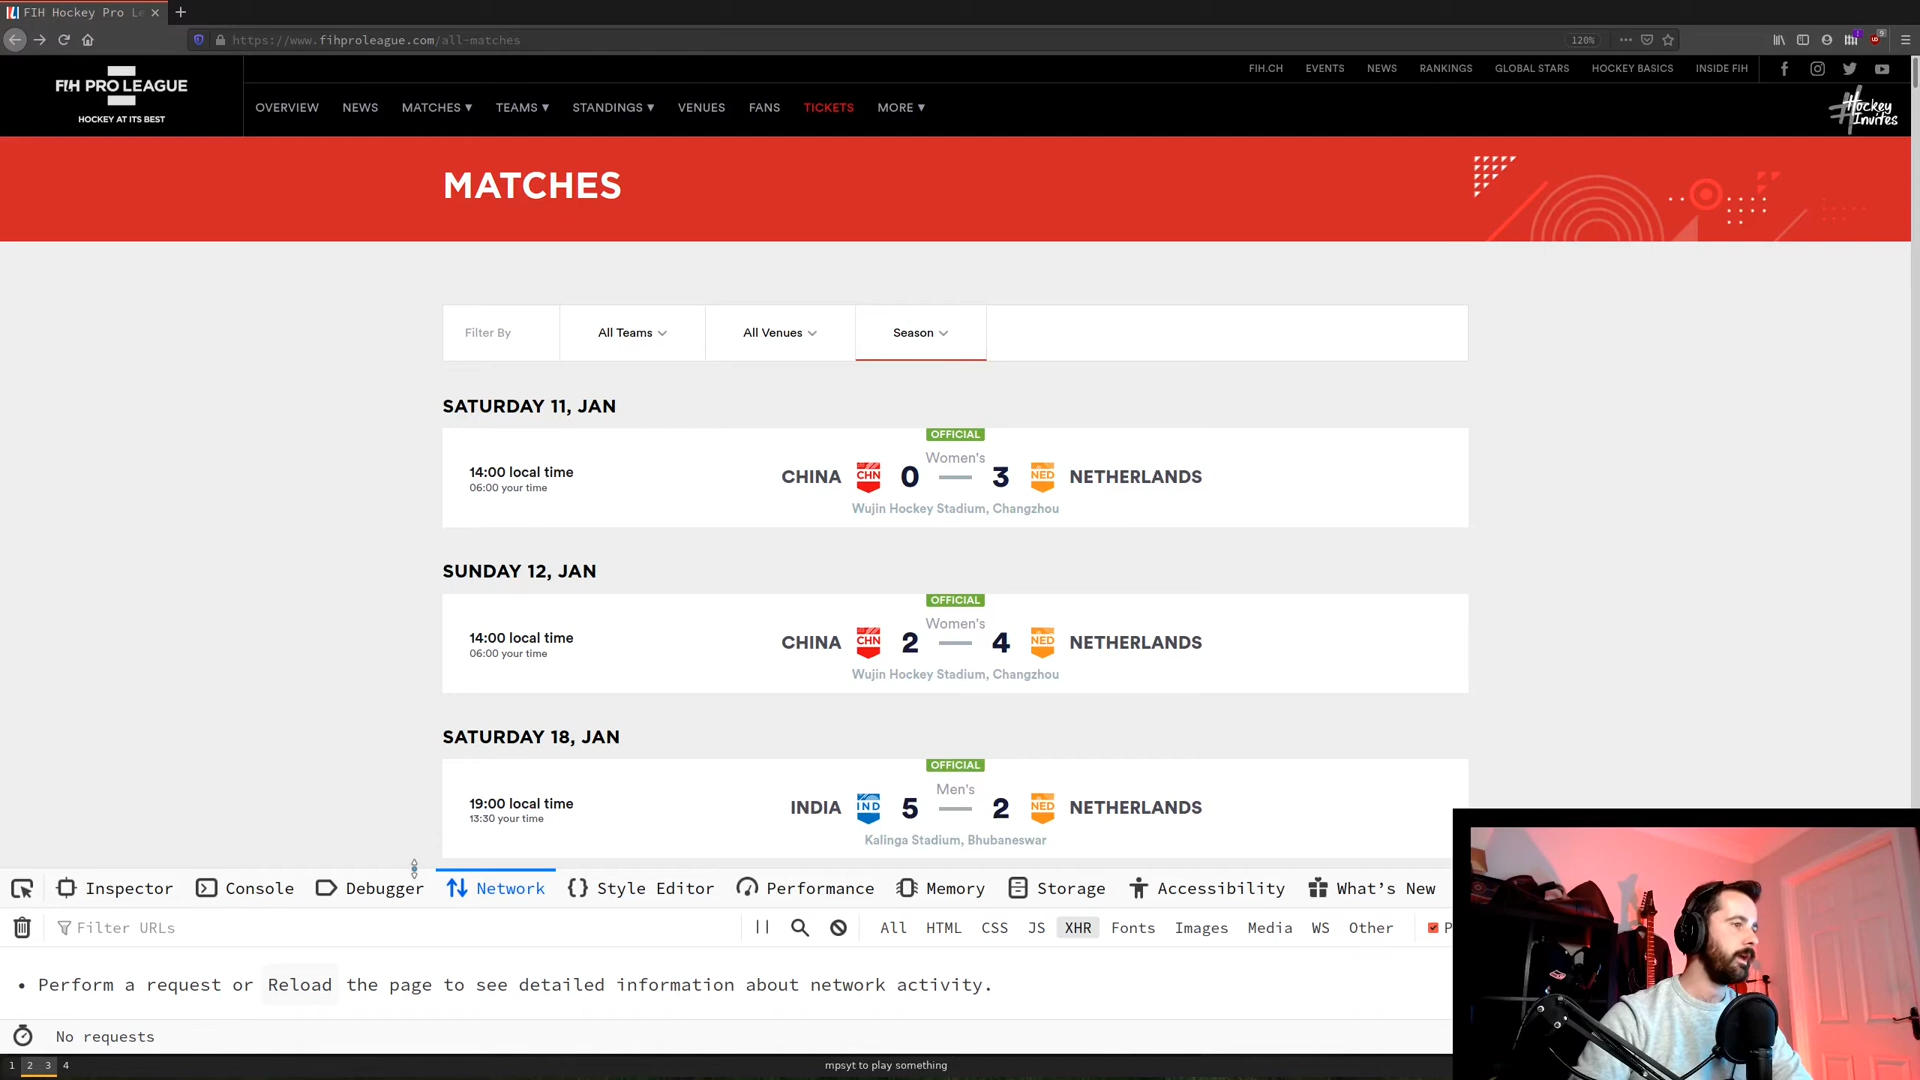 FIH Hockey Pro Le
https://www.fihproleague.com/all-matches
120%
FIH PRO LEAGUE
HOCKEY AT ITS BEST
FIH.CH EVENTS NEWS RANKINGS GLOBAL STARS HOCKEY BASICS INSIDE FIH
OVERVIEW NEWS MATCHES ▾ TEAMS ▾ STANDINGS ▾ VENUES FANS TICKETS MORE ▾
#Hockey
Invites
MATCHES
Filter By All Teams All Venues Season
SATURDAY 11, JAN
OFFICIAL
Women's
14:00 local time
06:00 your time
CHINA CHN 0 — 3 NED NETHERLANDS
Wujin Hockey Stadium, Changzhou
SUNDAY 12, JAN
OFFICIAL
Women's
14:00 local time
06:00 your time
CHINA CHN 2 — 4 NED NETHERLANDS
Wujin Hockey Stadium, Changzhou
SATURDAY 18, JAN
OFFICIAL
Men's
19:00 local time
13:30 your time
INDIA IND 5 — 2 NED NETHERLANDS
Kalinga Stadium, Bhubaneswar
Inspector Console Debugger Network {} Style Editor Performance Memory Storage Accessibility What's New
Filter URLs All HTML CSS JS XHR Fonts Images Media WS Other P
• Perform a request or Reload the page to see detailed information about network activity.
No requests
1 2 3 4 mpsyt to play something